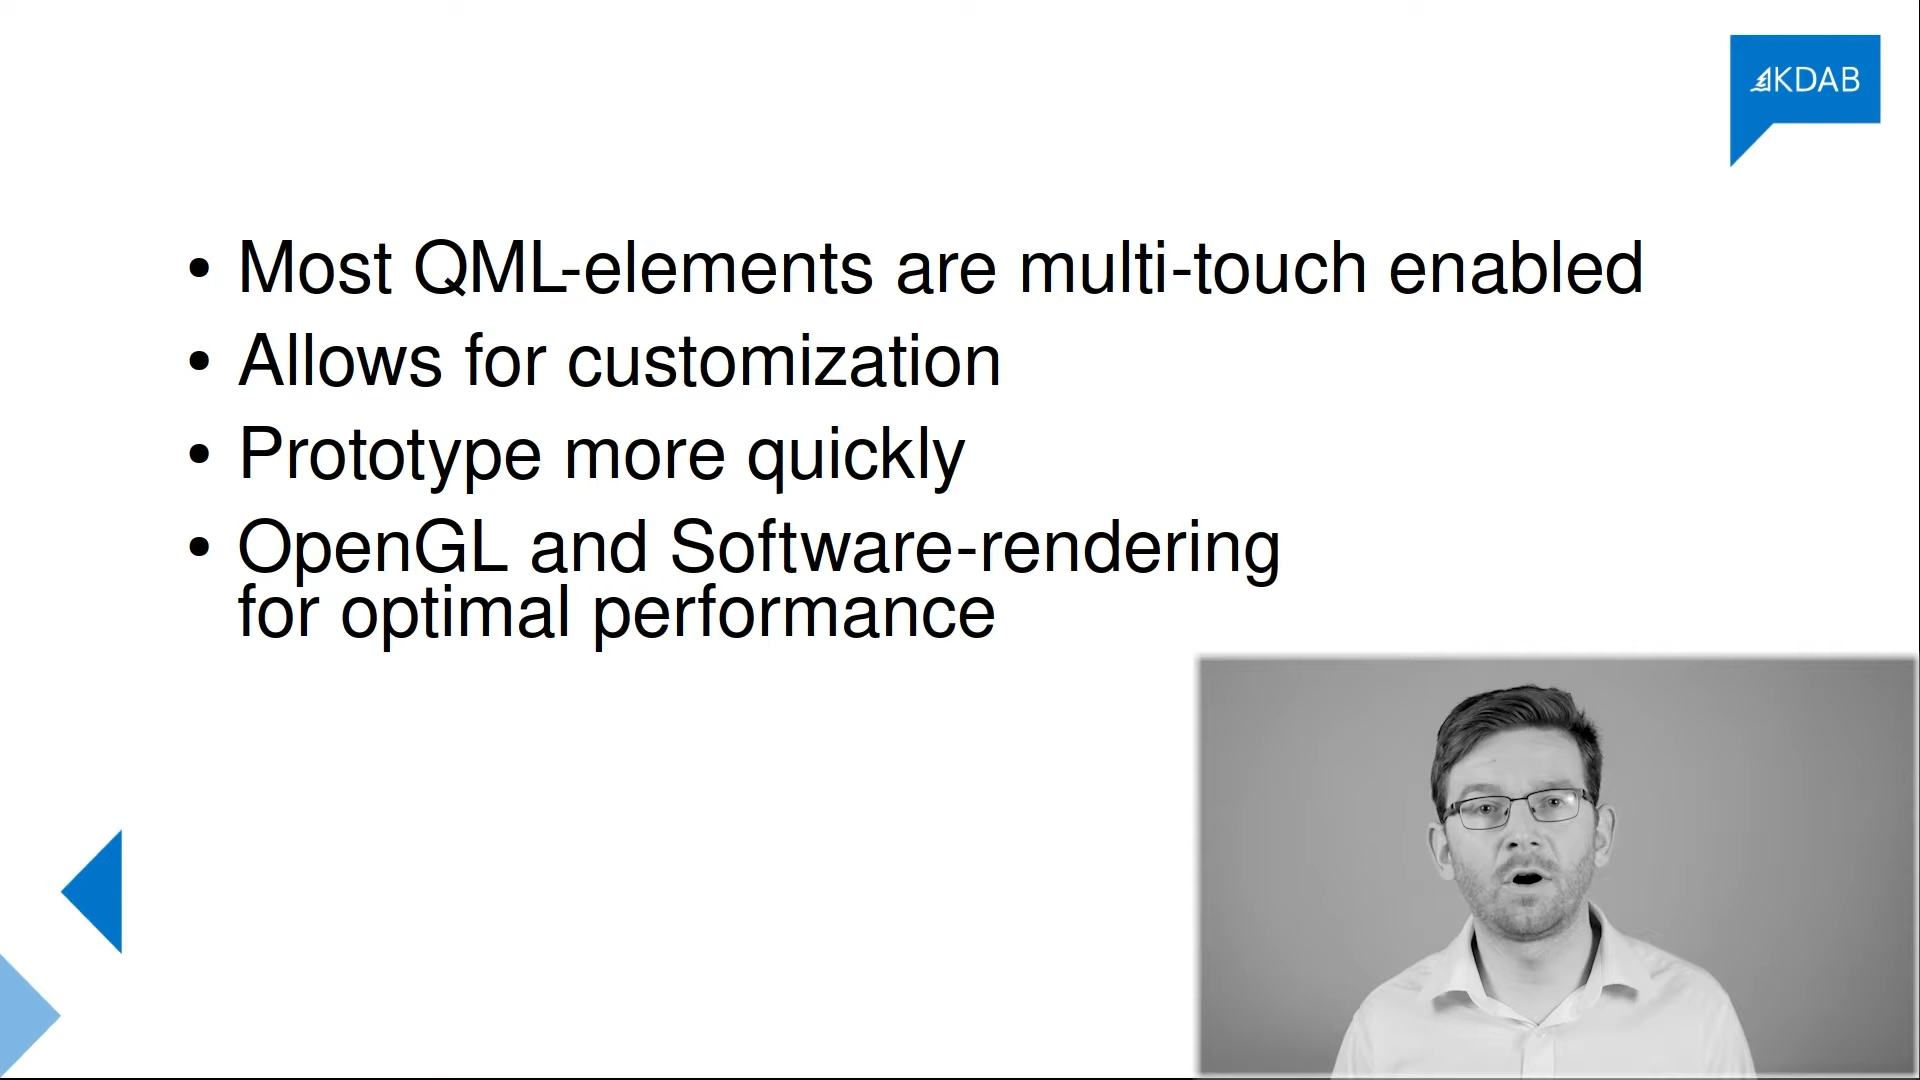 KDAB
• Most QML-elements are multi-touch enabled
• Allows for customization
• Prototype more quickly
• OpenGL and Software-rendering
for optimal performance